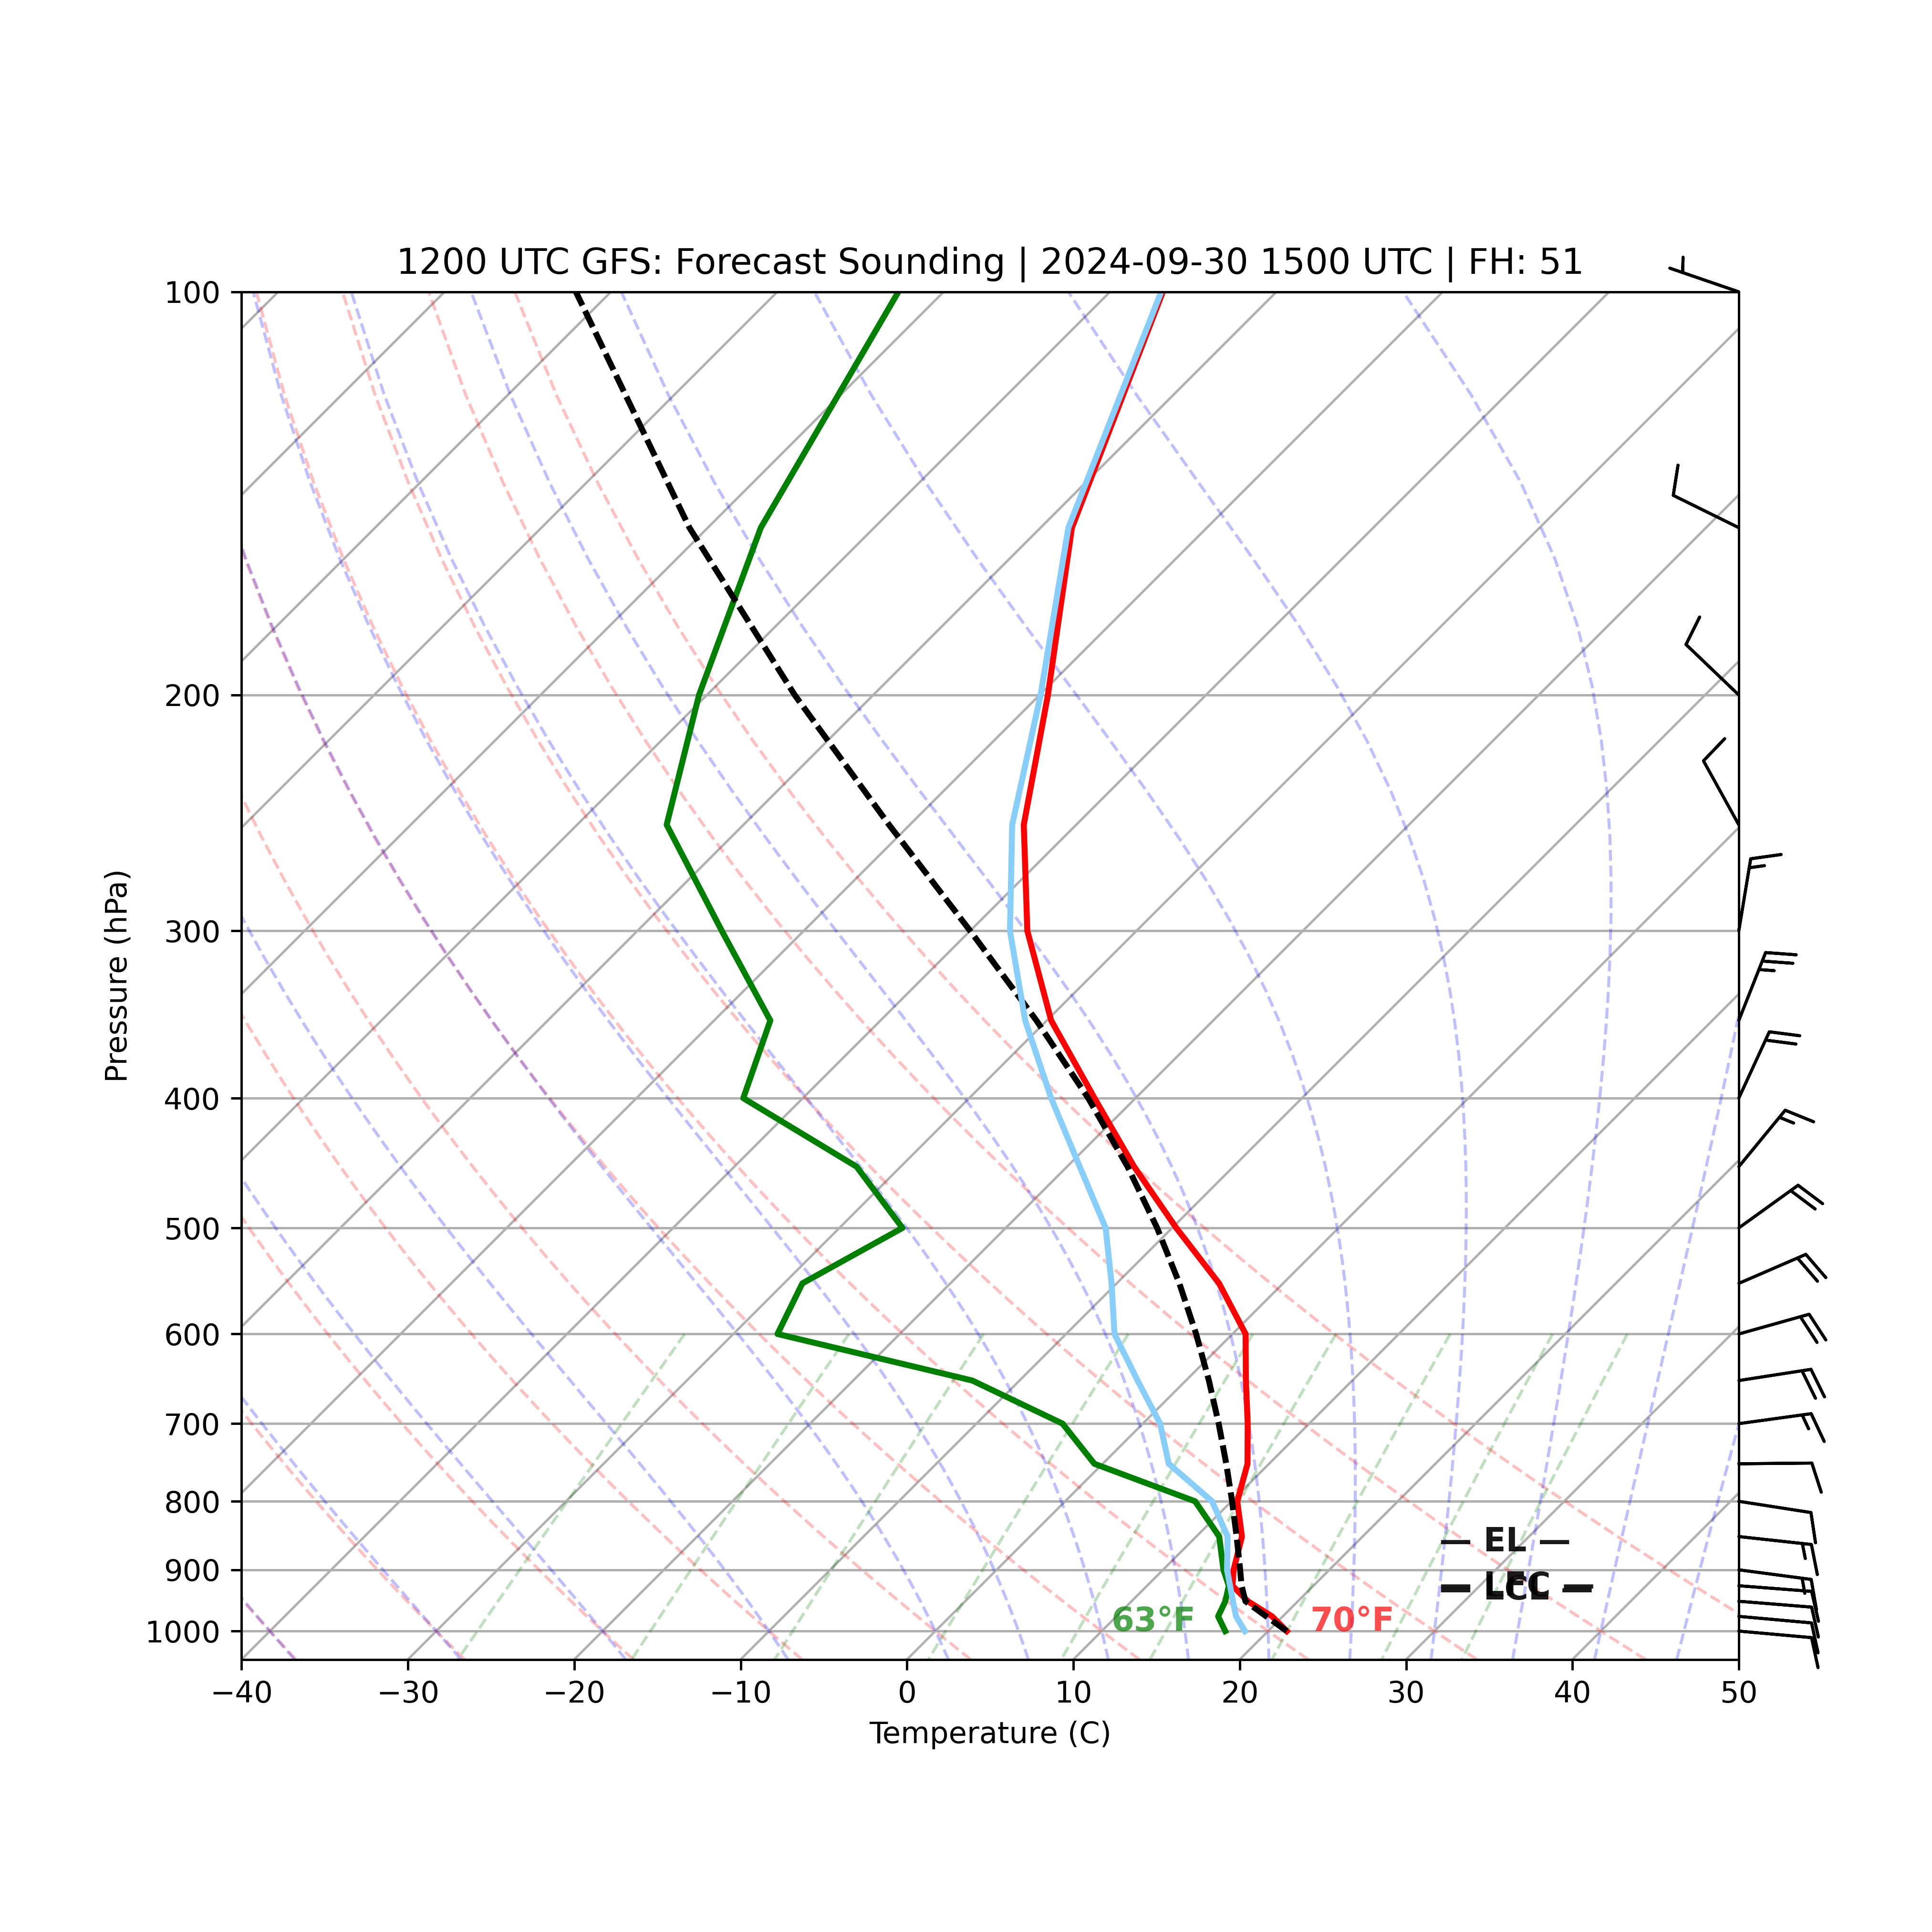 1200 UTC GFS: Forecast Sounding | 2024-09-30 1500 UTC | FH: 51
100
200
300
400
500
600
700
800
900
1000
Pressure (hPa)
— EL —
— LCL —
63°F
70°F
−40 −30 −20 −10 0 10 20 30 40 50
Temperature (C)